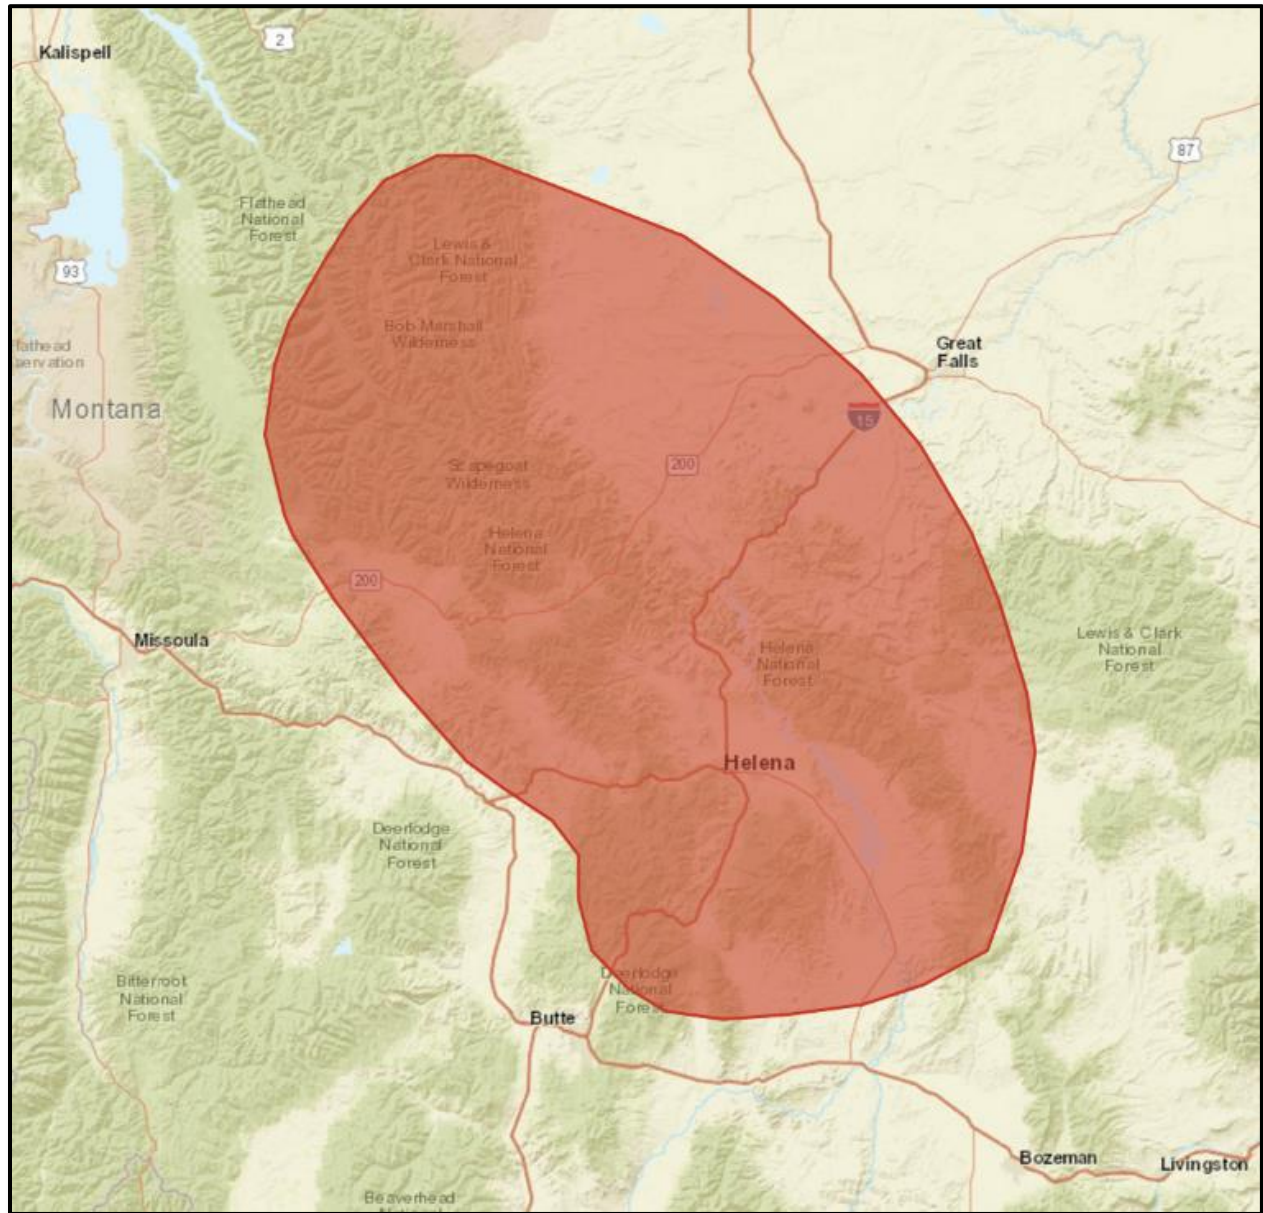 Kalispell
2
87
Flathead
National
Forest
Lewis &
Clark National
Forest
93
Bob Marshall
Wilderness
Great
Falls
Montana
15
200
Scapegoat
Wilderness
Helena
National
Forest
200
Missoula
Helena
National
Forest
Lewis & Clark
National
Forest
Helena
Deerlodge
National
Forest
Deerlodge
National
Forest
Bitterroot
National
Forest
Butte
Bozeman
Livingston
Beaverhead